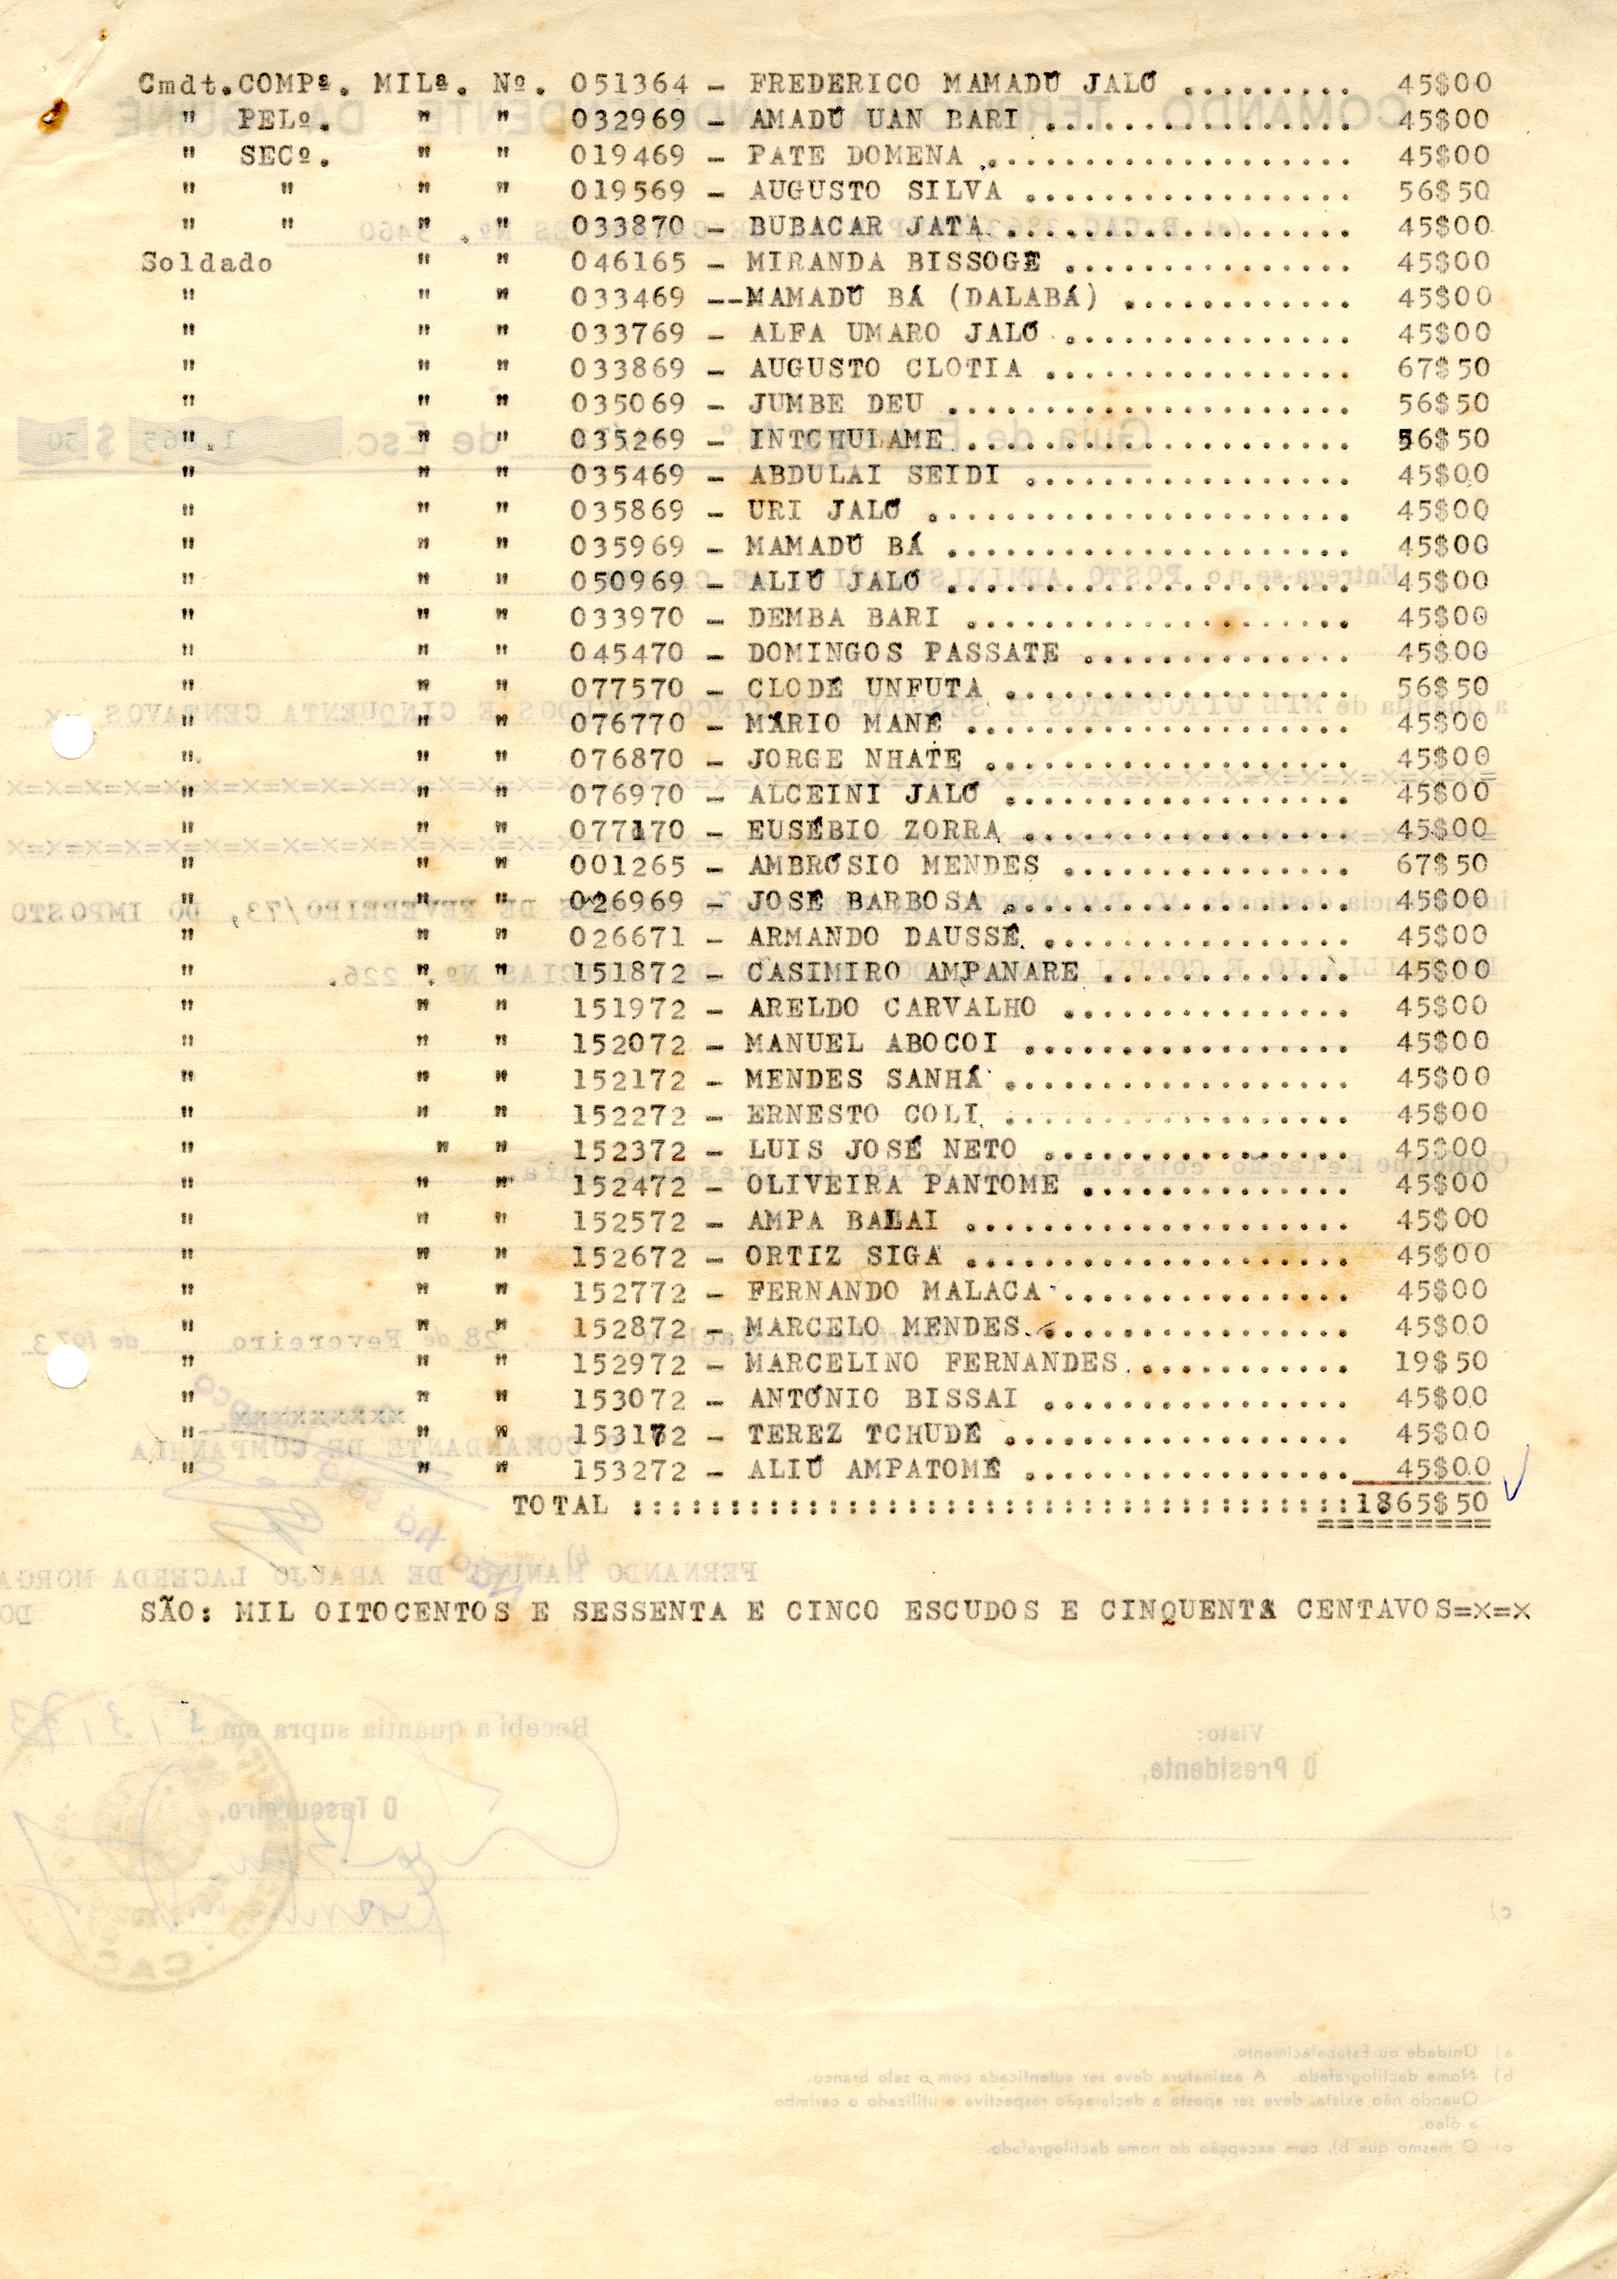 Cmdt.COMPª. MILª. Nº. 051364 - FREDERICO MAMADÚ JALÓ ......... 45$00
" PELº. " " 032969 - AMADÚ UAN BARI ................ 45$00
" SECº. " " 019469 - PATE DOMENA ................... 45$00
" " " " 019569 - AUGUSTO SILVA ................. 56$50
" " " " 033870 - BUBACAR JATA .................. 45$00
Soldado " " 046165 - MIRANDA BISSOGE ............... 45$00
" " " 033469 --MAMADÚ BÁ (DALABÁ) ............ 45$00
" " " 033769 - ALFA UMARO JALÓ ............... 45$00
" " " 033869 - AUGUSTO CLOTIA ................ 67$50
" " " 035069 - JUMBE DEU ..................... 56$50
" " " 035269 - INTCHULAME .................... 56$50
" " " 035469 - ABDULAI SEIDI ................. 45$00
" " " 035869 - URI JALÓ ...................... 45$00
" " " 035969 - MAMADÚ BÁ ..................... 45$00
" " " 050969 - ALIÚ JALÓ ..................... 45$00
" " " 033970 - DEMBA BARI .................... 45$00
" " " 045470 - DOMINGOS PASSATE .............. 45$00
" " " 077570 - CLODÉ UNFUTA .................. 56$50
" " " 076770 - MÁRIO MANÉ .................... 45$00
" " " 076870 - JORGE NHATE ................... 45$00
" " " 076970 - ALCEINI JALÓ .................. 45$00
" " " 077170 - EUSÉBIO ZORRA ................. 45$00
" " " 001265 - AMBRÓSIO MENDES ............... 67$50
" " " 026969 - JOSÉ BARBOSA .................. 45$00
" " " 026671 - ARMANDO DAUSSÉ ................ 45$00
" " " 151872 - CASIMIRO AMPANARE ............. 45$00
" " " 151972 - ARELDO CARVALHO ............... 45$00
" " " 152072 - MANUEL ABOCOI ................. 45$00
" " " 152172 - MENDES SANHÁ .................. 45$00
" " " 152272 - ERNESTO COLI .................. 45$00
" " " 152372 - LUIS JOSÉ NETO ................ 45$00
" " " 152472 - OLIVEIRA PANTOME .............. 45$00
" " " 152572 - AMPA BALAI .................... 45$00
" " " 152672 - ORTIZ SIGA .................... 45$00
" " " 152772 - FERNANDO MALACA ............... 45$00
" " " 152872 - MARCELO MENDES ................ 45$00
" " " 152972 - MARCELINO FERNANDES ........... 19$50
" " " 153072 - ANTÓNIO BISSAI ................ 45$00
" " " 153172 - TEREZ TCHUDE .................. 45$00
" " " 153272 - ALIÚ AMPATOMÉ ................. 45$00
TOTAL :::::::::::::::::::::::::::::::::::::1865$50
SÃO: MIL OITOCENTOS E SESSENTA E CINCO ESCUDOS E CINQUENTA CENTAVOS=x=x